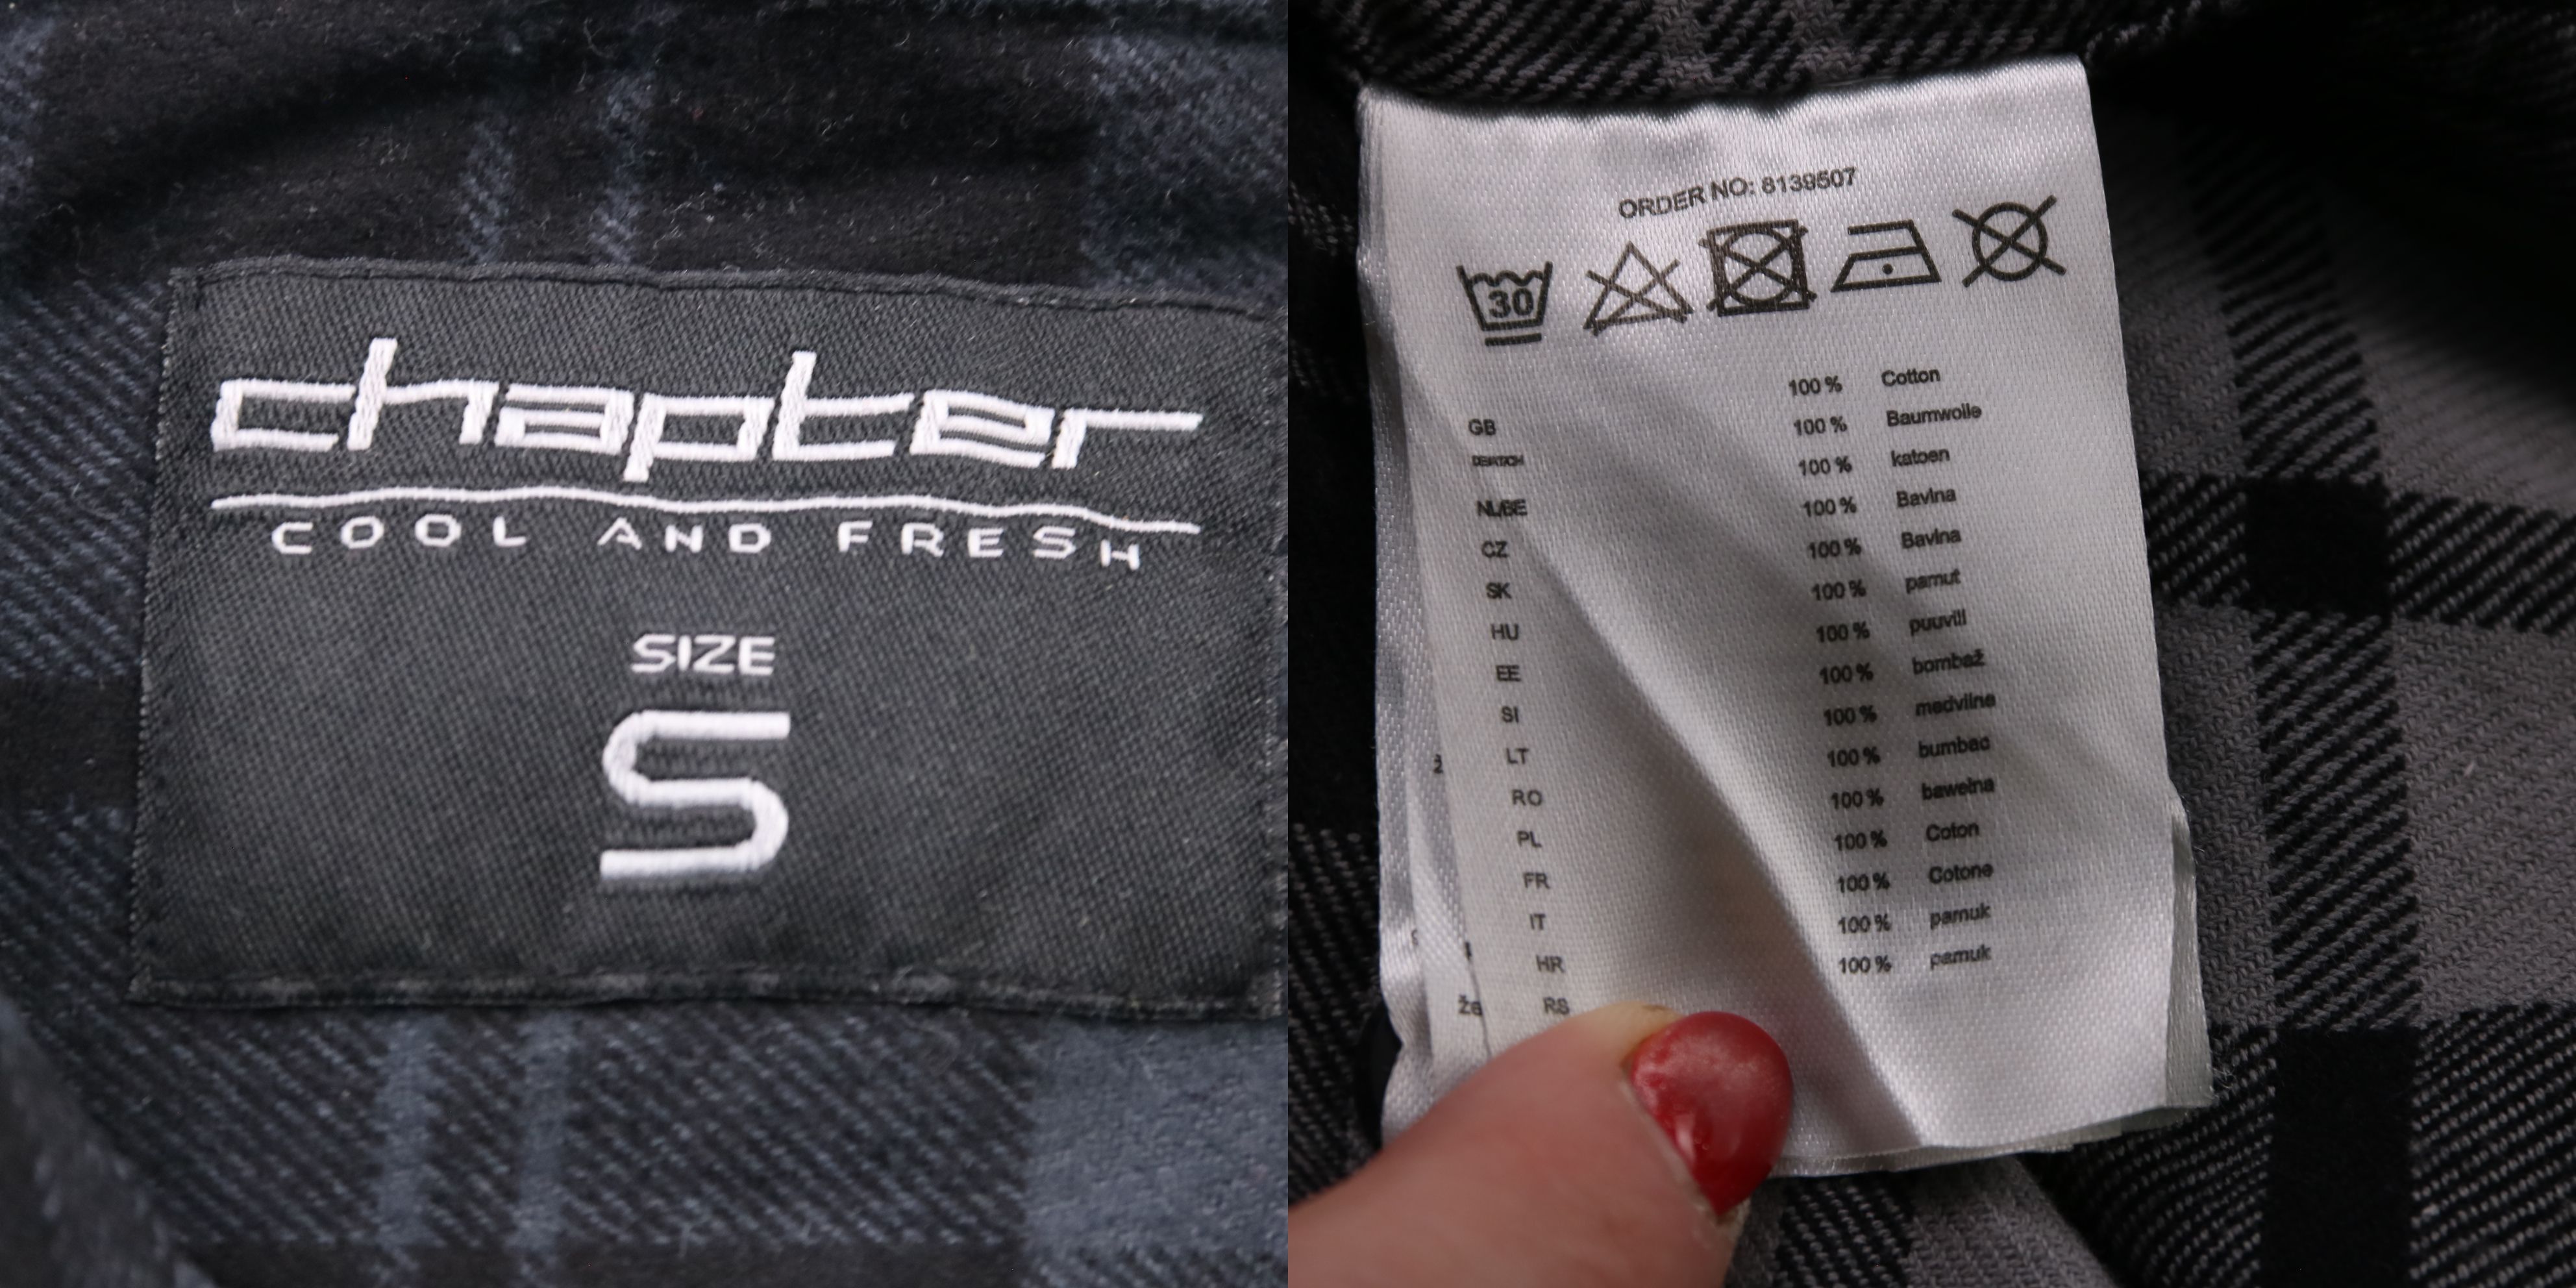 chapter
COOL AND FRESH
SIZE
S
ORDER NO: 8139507
30
100 % Cotton
GB 100 % Baumwolle
DEUTSCH 100 % katoen
NL/BE 100 % Bavlna
CZ 100 % Bavlna
SK 100 % pamut
HU 100 % puuvill
EE 100 % bombaž
SI 100 % medvilne
LT 100 % bumbac
RO 100 % bawełna
PL 100 % Coton
FR 100 % Cotone
IT 100 % pamuk
HR 100 % pamuk
RS